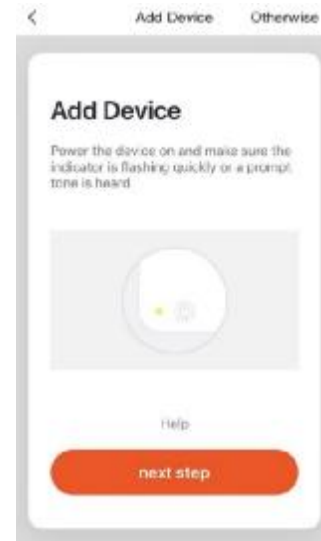 Add Device Otherwise
Add Device
Power the device on and make sure the
indicator is flashing quickly or a prompt
tone is heard
Help
next step